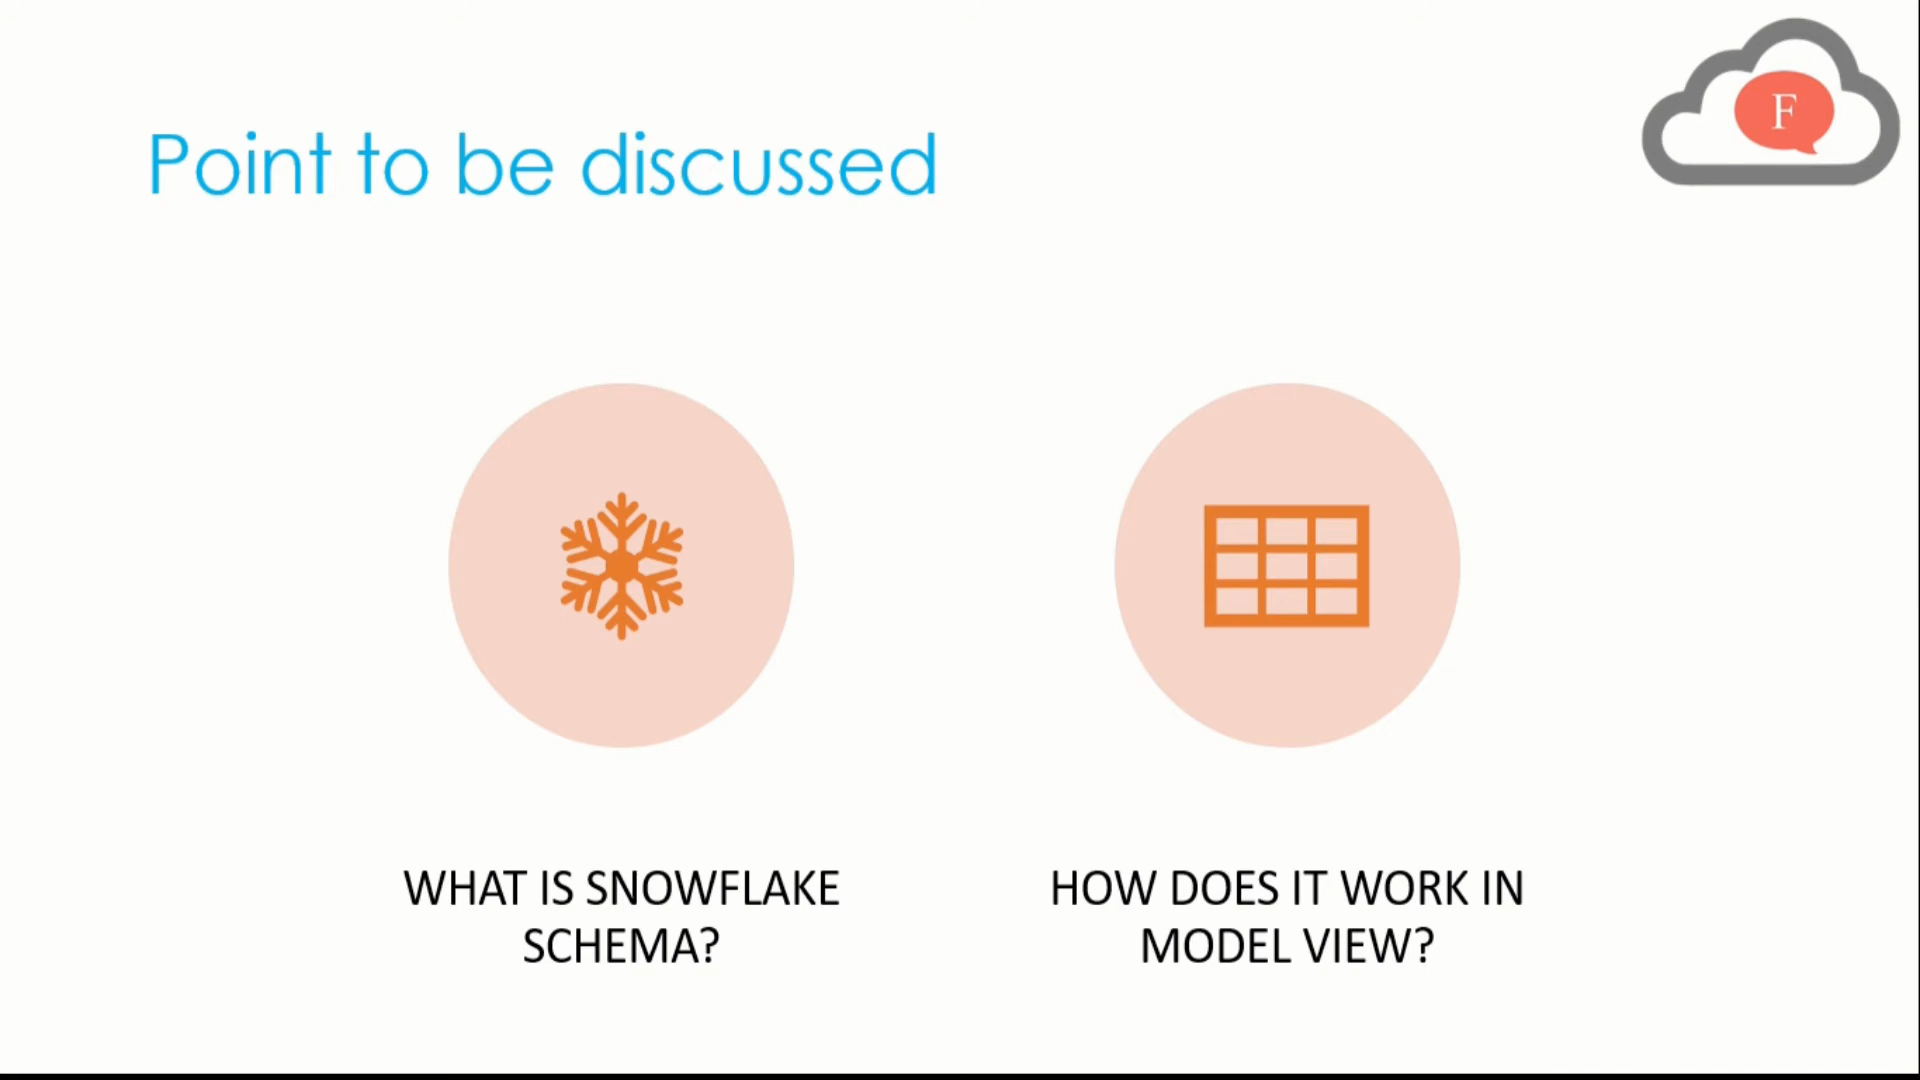 F
Point to be discussed
WHAT IS SNOWFLAKE
SCHEMA?
HOW DOES IT WORK IN
MODEL VIEW?